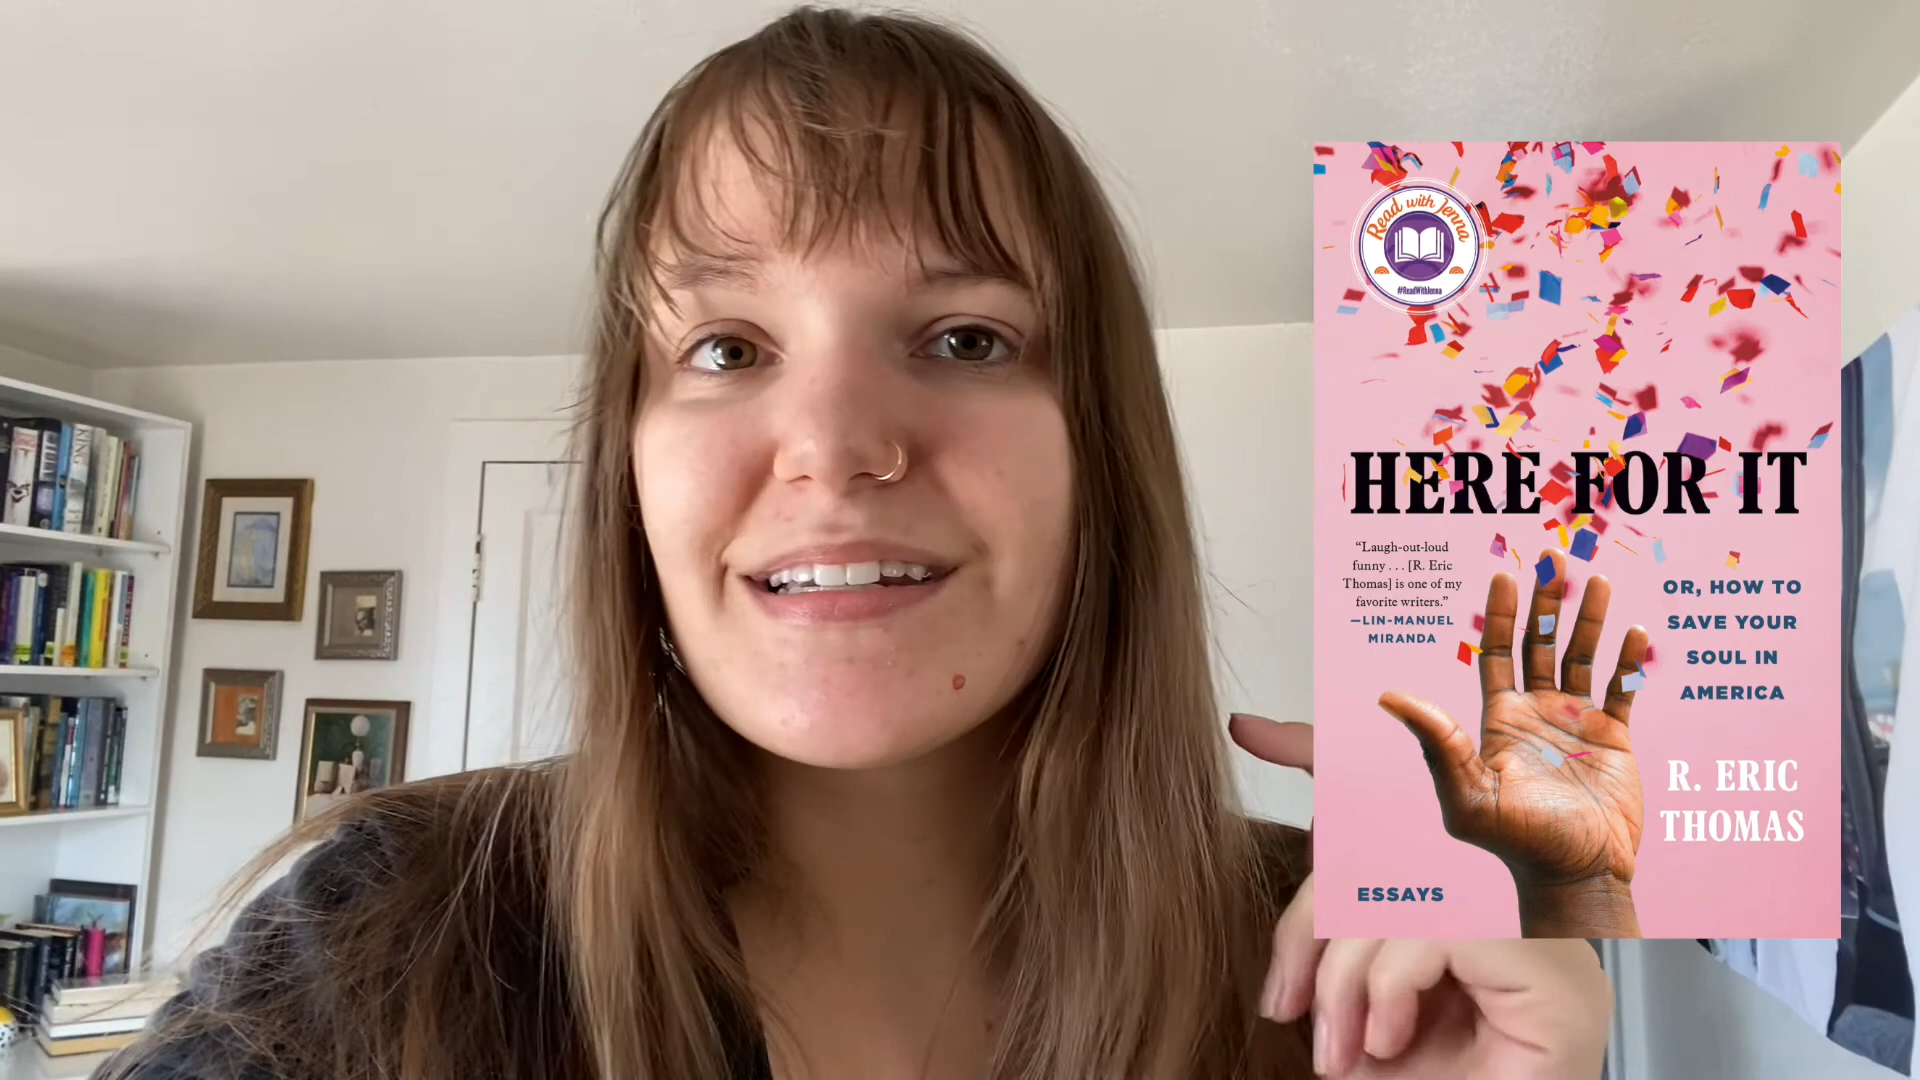 Read with Jenna
#ReadWithJenna
HERE FOR IT
“Laugh-out-loud
funny . . . [R. Eric
Thomas] is one of my
favorite writers.”
—LIN-MANUEL
MIRANDA
OR, HOW TO
SAVE YOUR
SOUL IN
AMERICA
R. ERIC
THOMAS
ESSAYS
KING